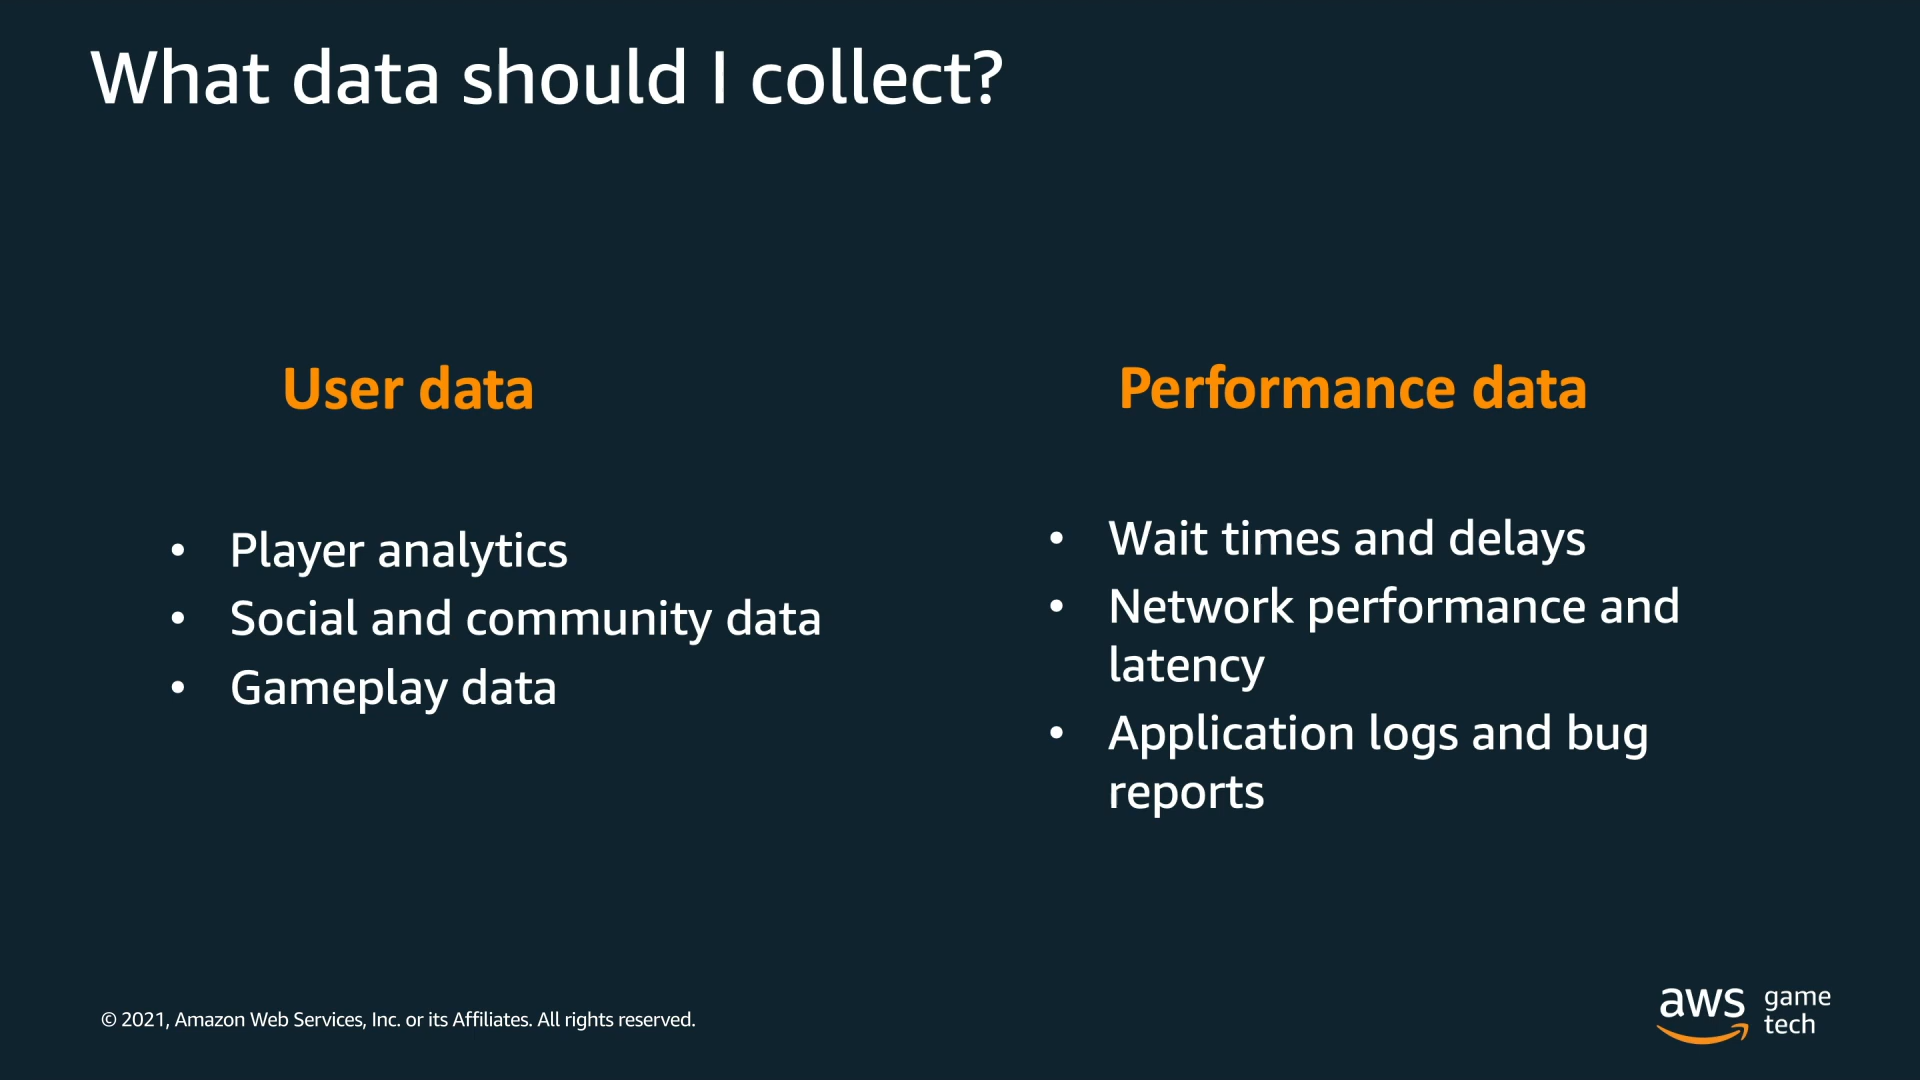 What data should I collect?
User data
• Player analytics
• Social and community data
• Gameplay data
Performance data
• Wait times and delays
• Network performance and
latency
• Application logs and bug
reports
© 2021, Amazon Web Services, Inc. or its Affiliates. All rights reserved.
aws game
tech